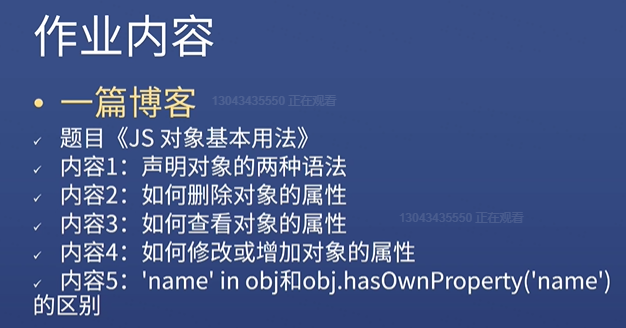 作业内容
• 一篇博客
13043435550 正在观看
✓ 题目《JS 对象基本用法》
✓ 内容1：声明对象的两种语法
✓ 内容2：如何删除对象的属性
✓ 内容3：如何查看对象的属性
13043435550 正在观看
✓ 内容4：如何修改或增加对象的属性
✓ 内容5：'name' in obj和obj.hasOwnProperty('name')
的区别